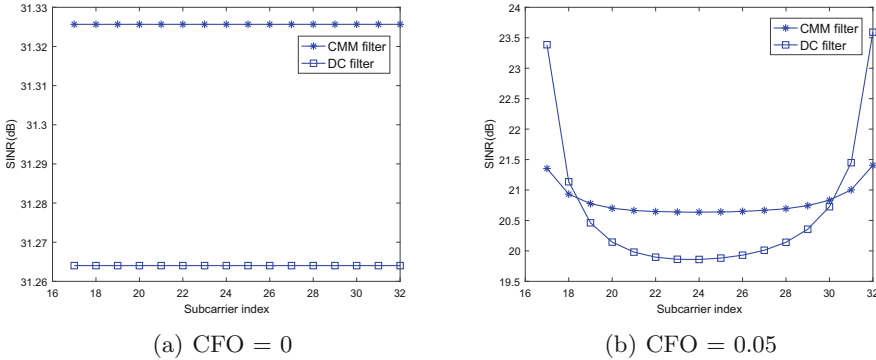 31.33
31.32
31.31
31.3
31.29
31.28
31.27
31.26
SINR(dB)
16 18 20 22 24 26 28 30 32
Subcarrier index
CMM filter
DC filter
(a) CFO = 0
24
23.5
23
22.5
22
21.5
21
20.5
20
19.5
SINR(dB)
16 18 20 22 24 26 28 30 32
Subcarrier index
CMM filter
DC filter
(b) CFO = 0.05